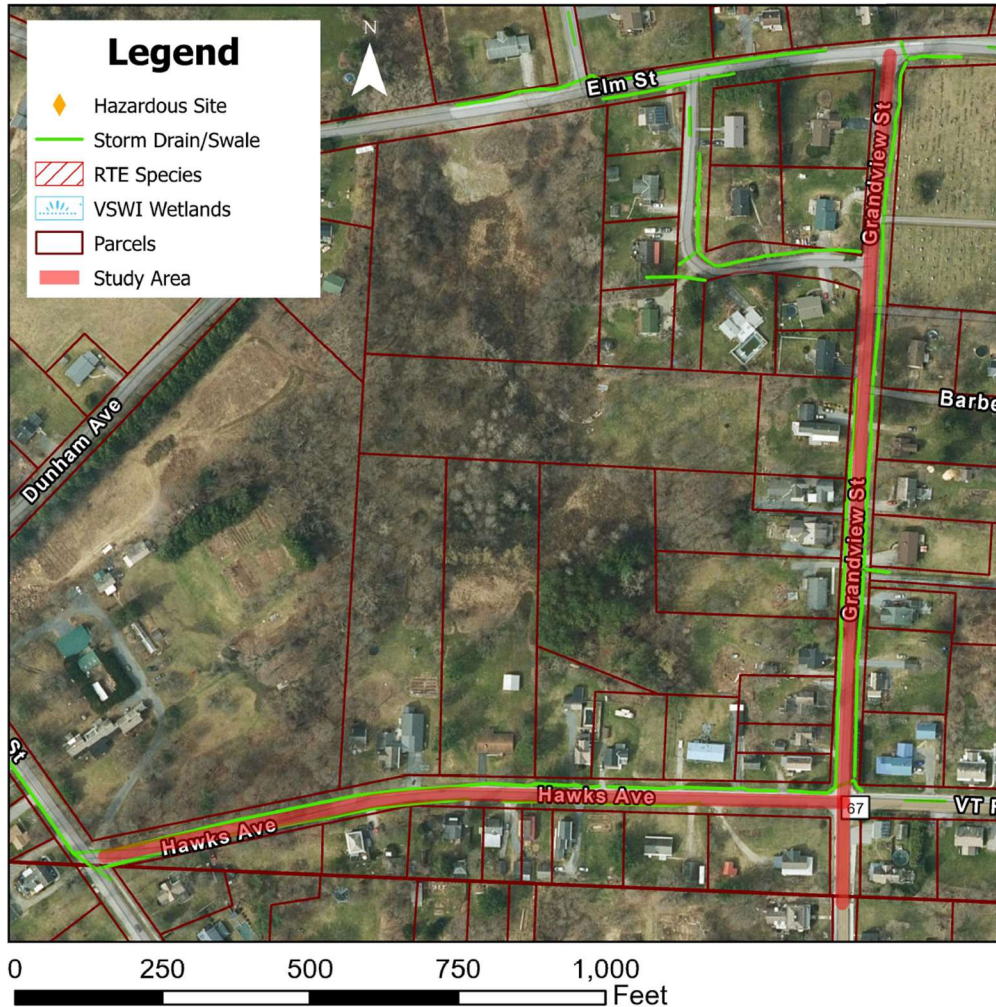 Legend
Hazardous Site
Storm Drain/Swale
RTE Species
VSWI Wetlands
Parcels
Study Area
N
Elm St
Grandview St
Dunham Ave
Barbe
Grandview St
St
Hawks Ave
Hawks Ave
67
VT
0 250 500 750 1,000
Feet